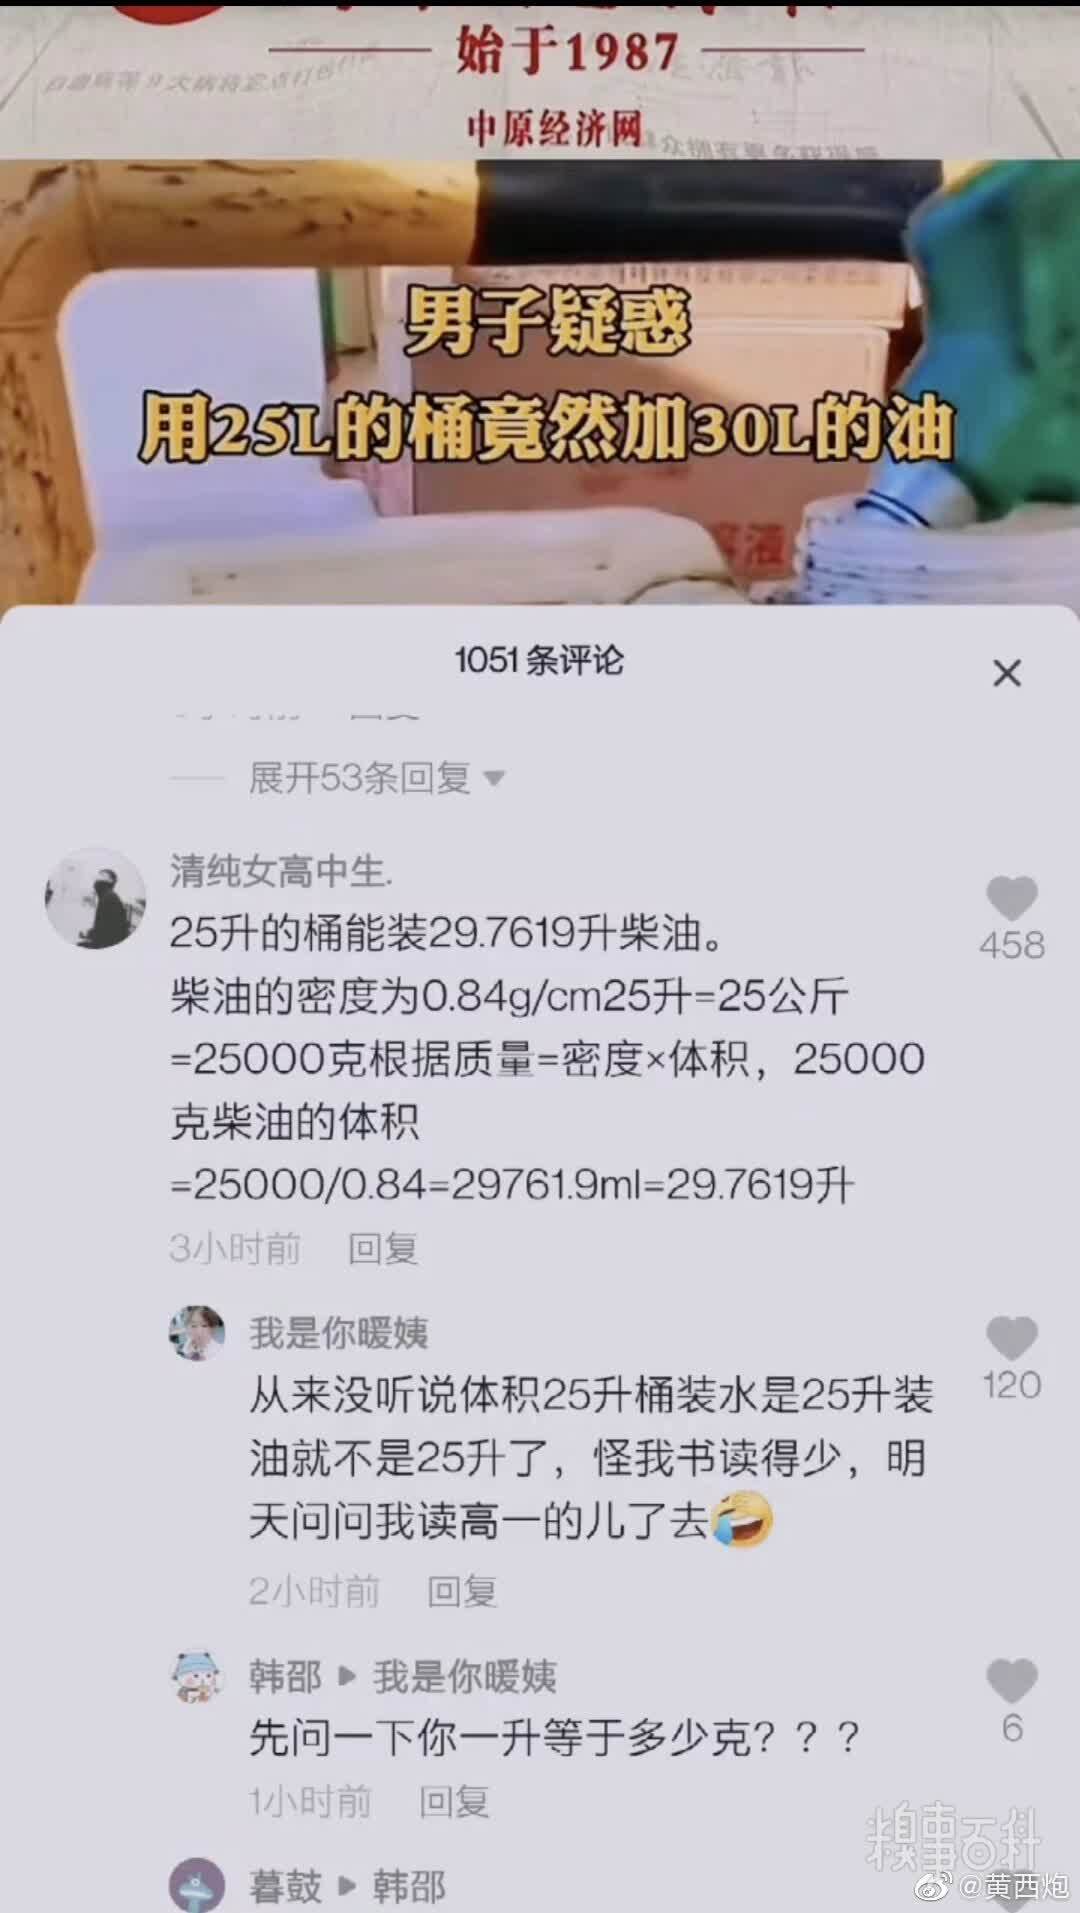 始于1987
中原经济网
男子疑惑
用25L的桶竟然加30L的油
1051条评论
展开53条回复
清纯女高中生.
25升的桶能装29.7619升柴油。
柴油的密度为0.84g/cm25升=25公斤
=25000克根据质量=密度×体积，25000
克柴油的体积
=25000/0.84=29761.9ml=29.7619升
3小时前 回复
458
我是你暖姨
从来没听说体积25升桶装水是25升装
油就不是25升了，怪我书读得少，明
天问问我读高一的儿了去🤣
2小时前 回复
120
韩邵 ▶ 我是你暖姨
先问一下你一升等于多少克？？？
1小时前 回复
6
暮鼓 ▶ 韩邵
糗事百科
@黄西炮